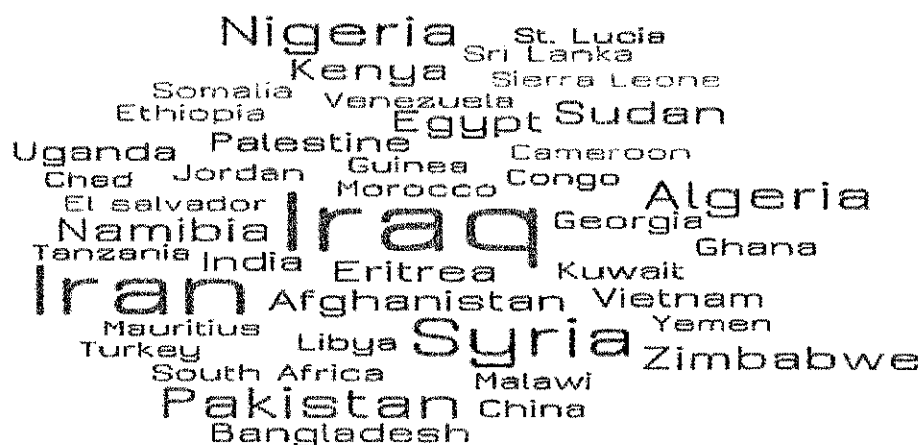 Nigeria
St. Lucia
Sri Lanka
Kenya
Sierra Leone
Somalia
Venezuela
Ethiopia
Egypt
Sudan
Palestine
Uganda
Guinea
Cameroon
Chad
Jordan
Morocco
Congo
Algeria
El salvador
Iraq
Georgia
Namibia
Ghana
Tanzania
India
Eritrea
Kuwait
Iran
Afghanistan
Vietnam
Mauritius
Syria
Yemen
Turkey
Libya
Zimbabwe
South Africa
Malawi
Pakistan
China
Bangladesh